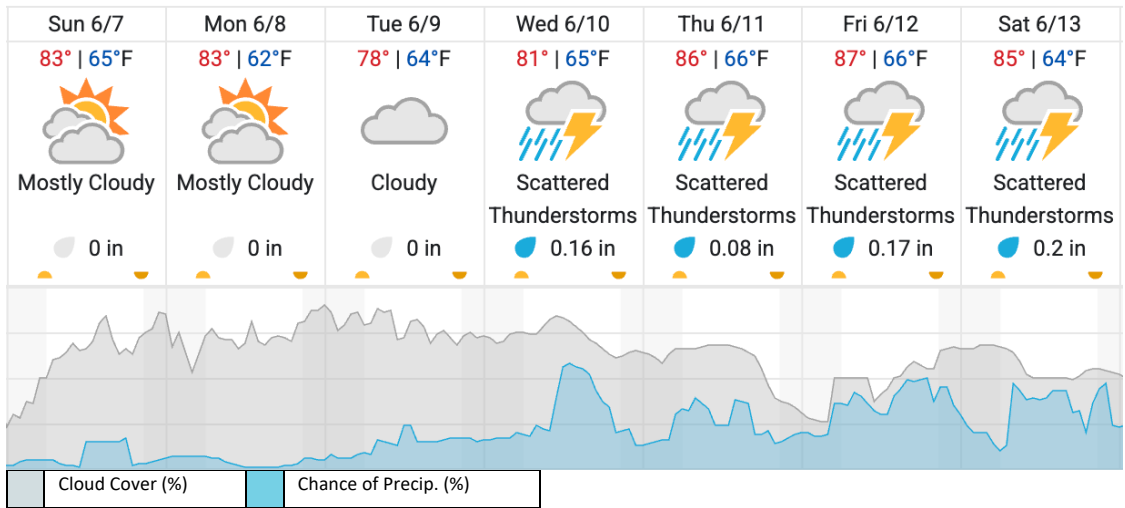 Sun 6/7 Mon 6/8 Tue 6/9 Wed 6/10 Thu 6/11 Fri 6/12 Sat 6/13
83° | 65°F 83° | 62°F 78° | 64°F 81° | 65°F 86° | 66°F 87° | 66°F 85° | 64°F
Mostly Cloudy Mostly Cloudy Cloudy Scattered Scattered Scattered Scattered
Thunderstorms Thunderstorms Thunderstorms Thunderstorms
0 in 0 in 0 in 0.16 in 0.08 in 0.17 in 0.2 in
Cloud Cover (%) Chance of Precip. (%)